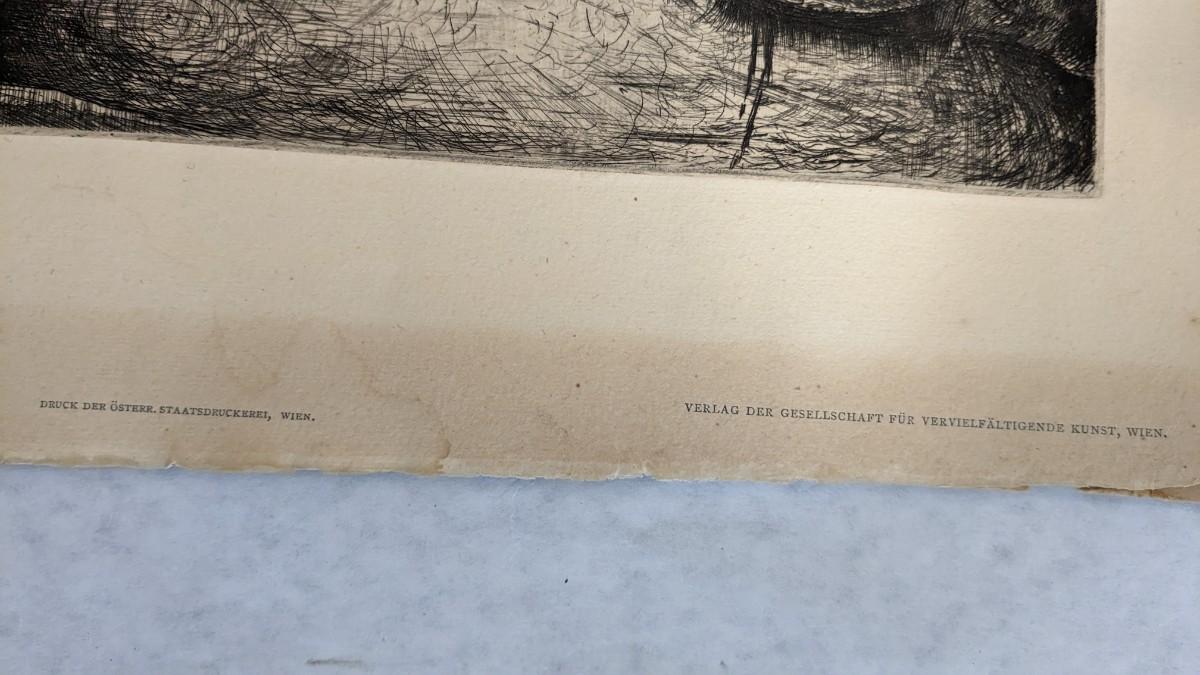 DRUCK DER ÖSTERR. STAATSDRUCKEREI, WIEN.
VERLAG DER GESELLSCHAFT FÜR VERVIELFÄLTIGENDE KUNST, WIEN.